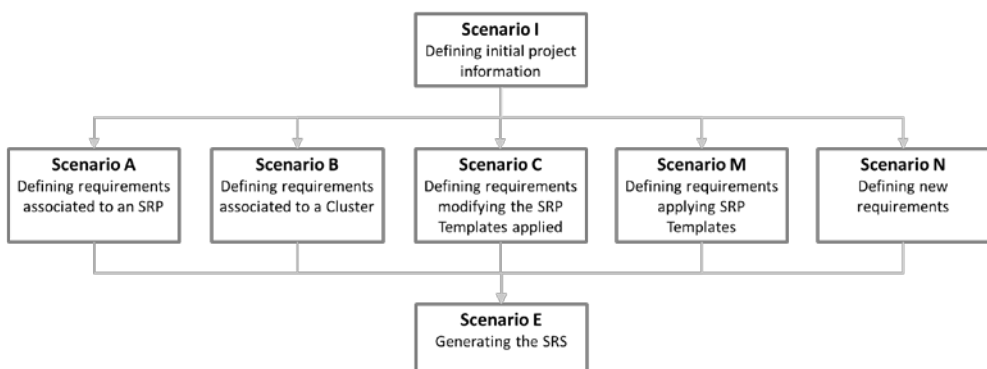 Scenario I
Defining initial project
information
Scenario A
Defining requirements
associated to an SRP
Scenario B
Defining requirements
associated to a Cluster
Scenario C
Defining requirements
modifying the SRP
Templates applied
Scenario M
Defining requirements
applying SRP
Templates
Scenario N
Defining new
requirements
Scenario E
Generating the SRS